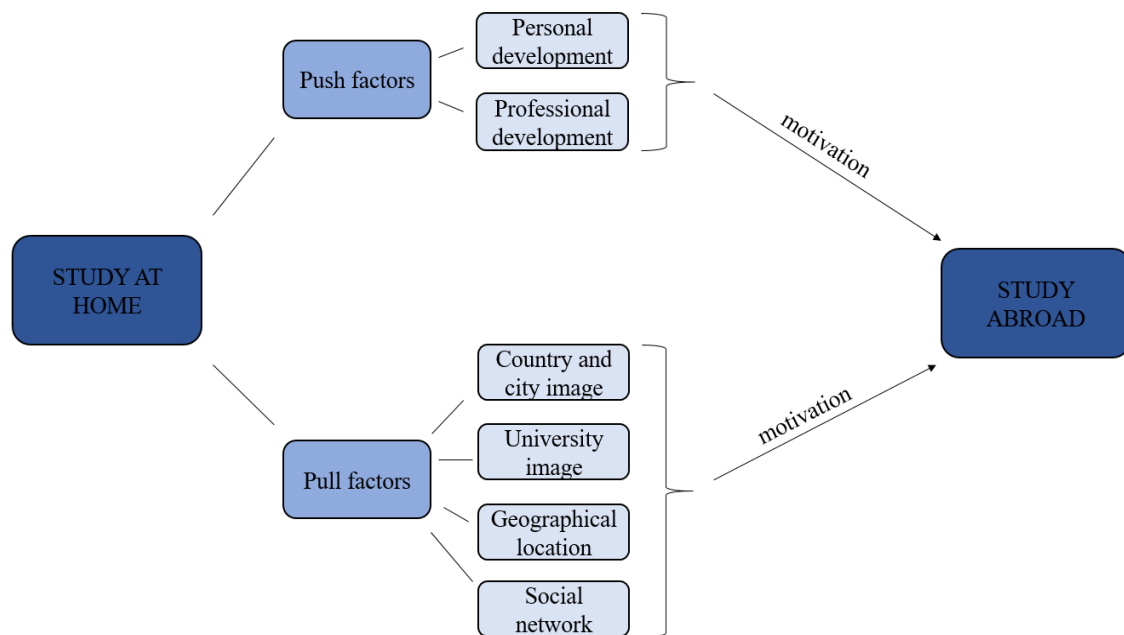 Personal
development
Push factors
Professional
development
motivation
STUDY AT
HOME
STUDY
ABROAD
Country and
city image
motivation
University
image
Pull factors
Geographical
location
Social
network